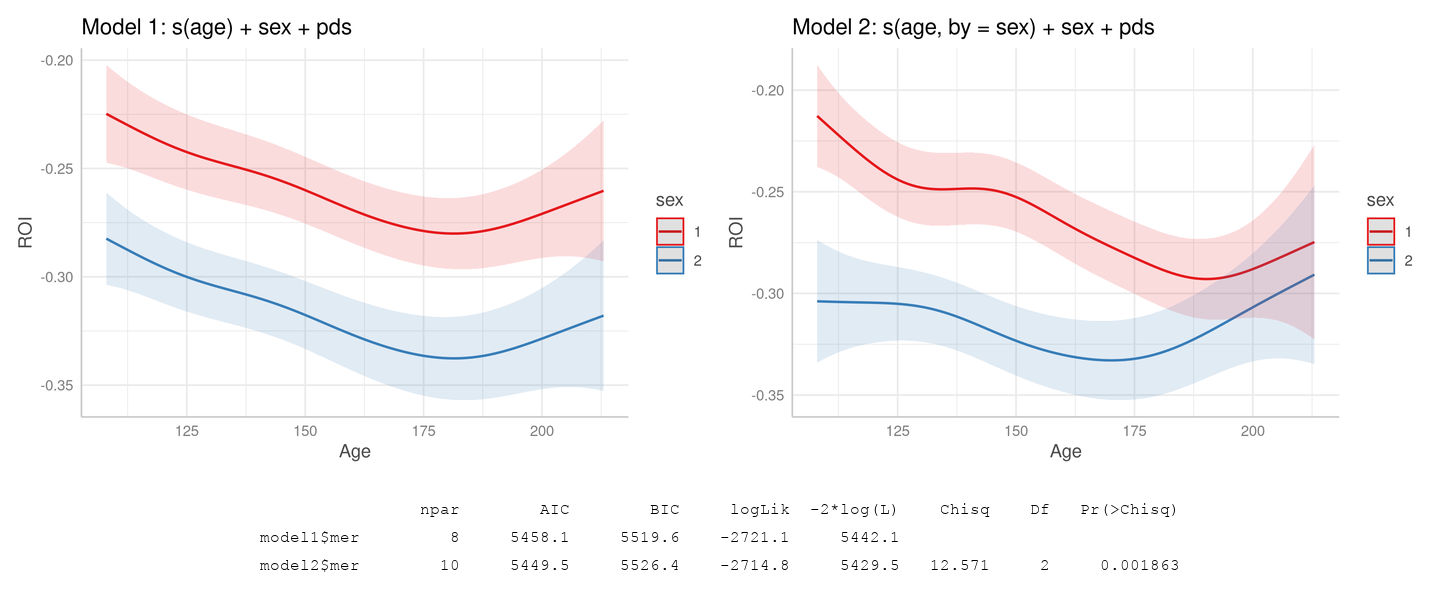 Model 1: s(age) + sex + pds
-0.20
-0.25
-0.30
-0.35
ROI
125 150 175 200
Age
sex
1
2
Model 2: s(age, by = sex) + sex + pds
-0.20
-0.25
-0.30
-0.35
ROI
125 150 175 200
Age
sex
1
2
npar AIC BIC logLik -2*log(L) Chisq Df Pr(>Chisq)
model1$mer 8 5458.1 5519.6 -2721.1 5442.1
model2$mer 10 5449.5 5526.4 -2714.8 5429.5 12.571 2 0.001863